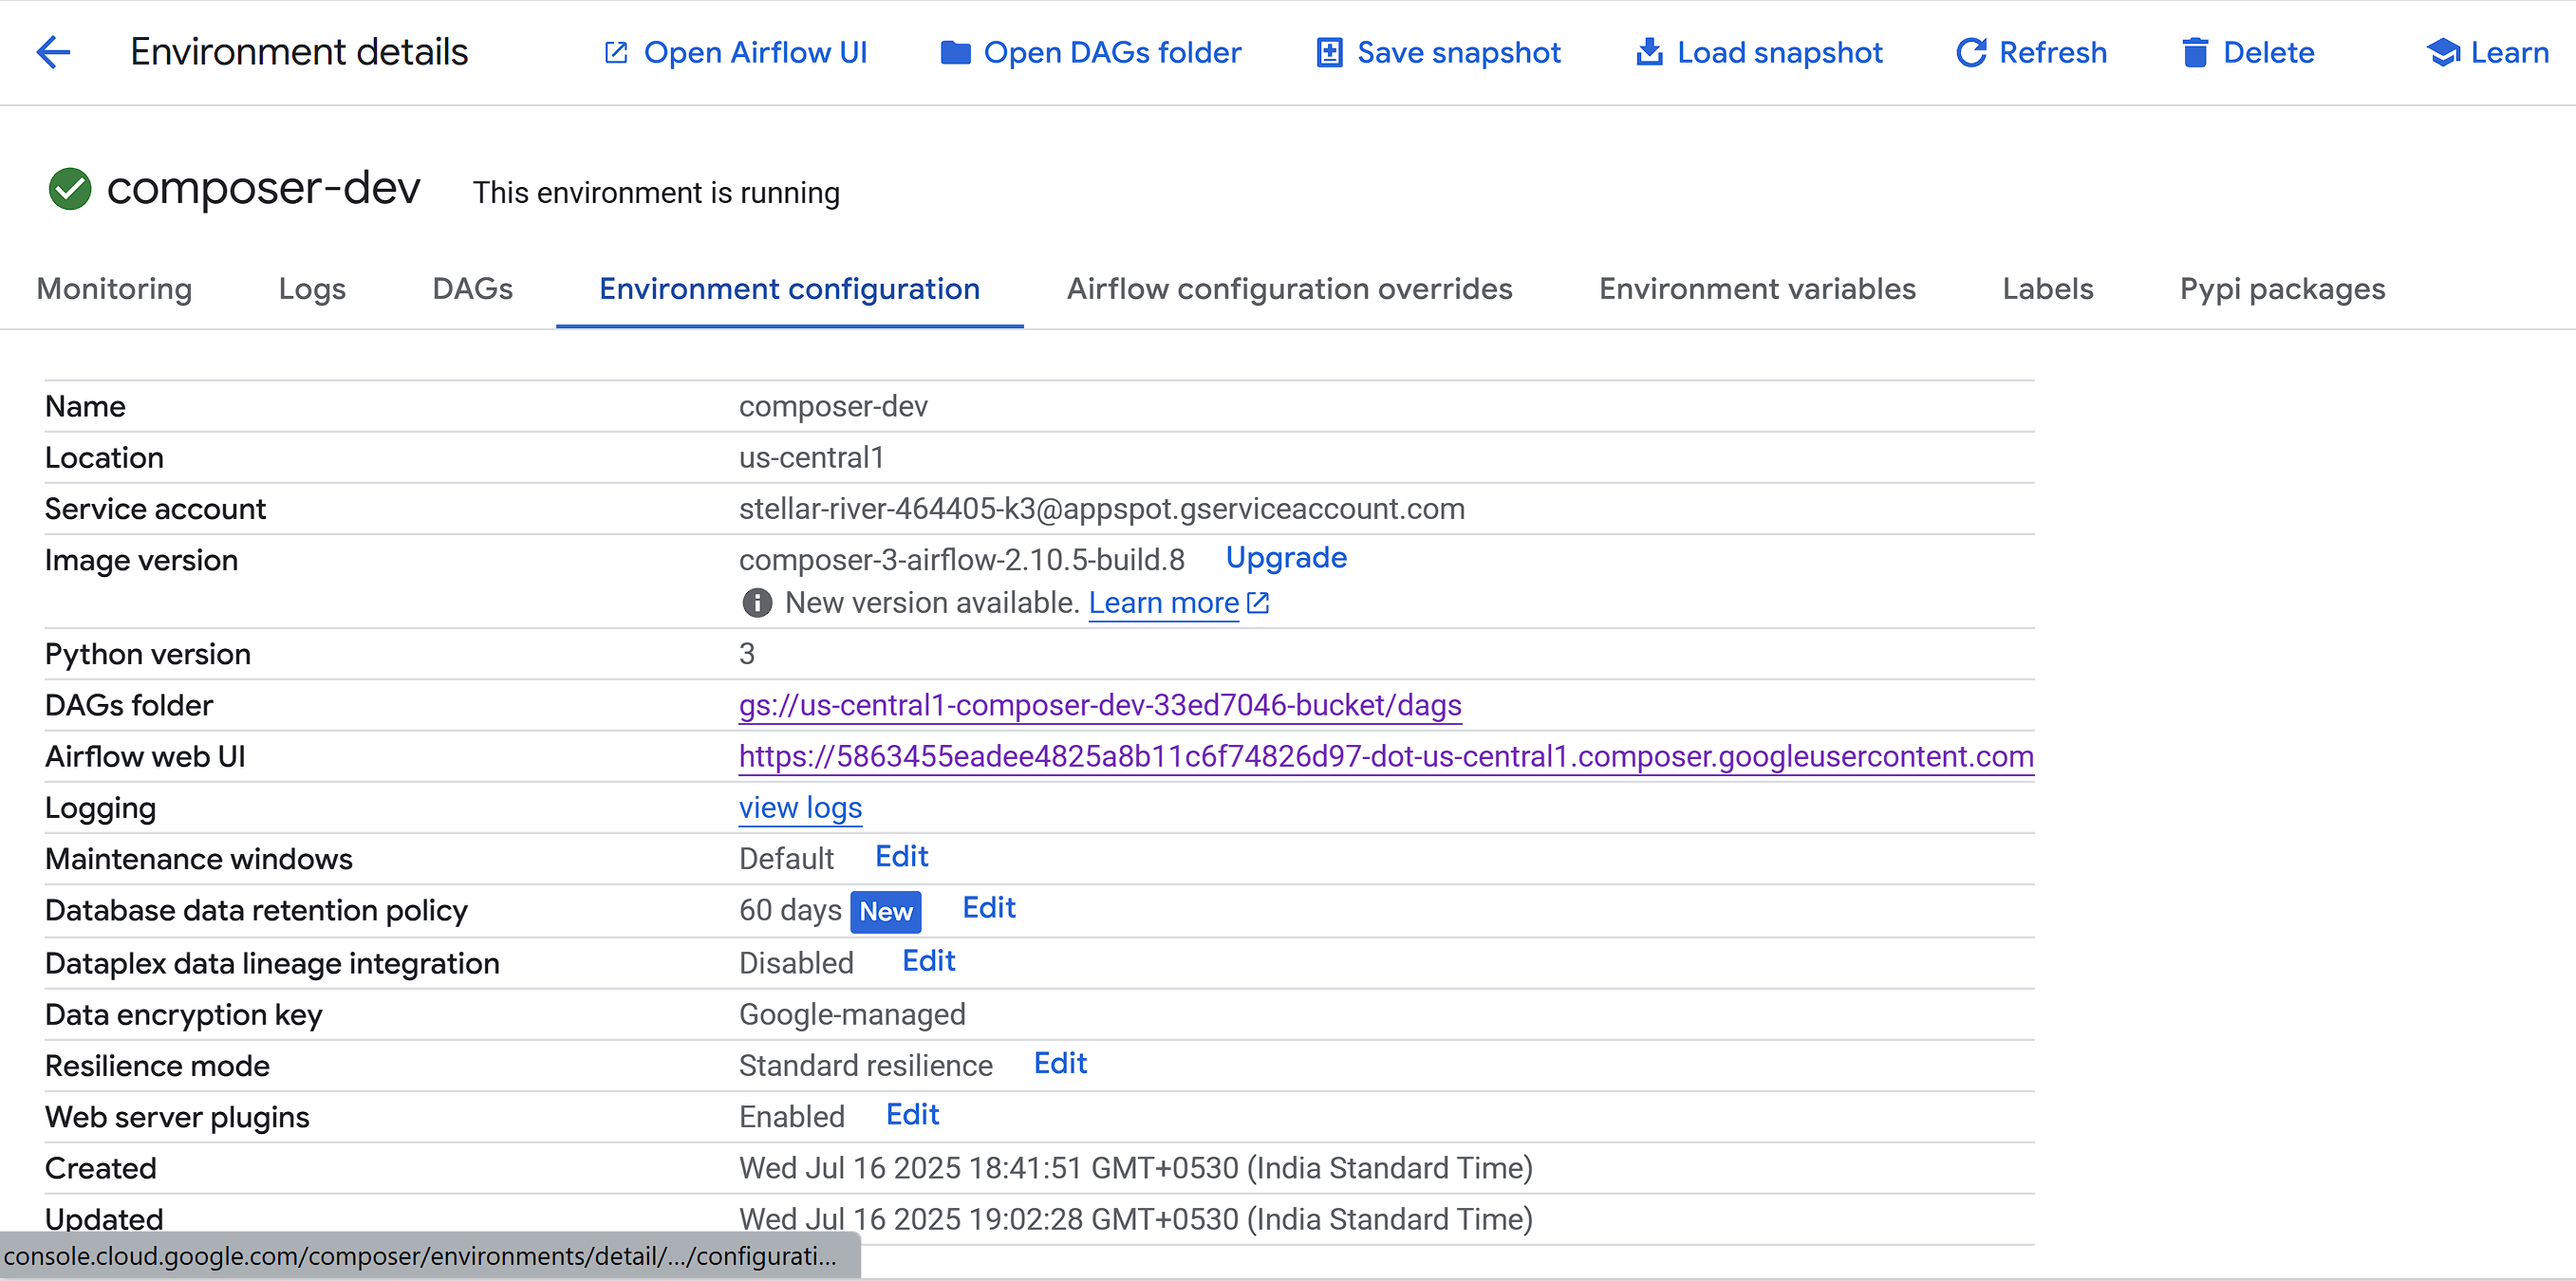 Environment details Open Airflow UI Open DAGs folder Save snapshot Load snapshot Refresh Delete Learn
composer-dev This environment is running
Monitoring Logs DAGs Environment configuration Airflow configuration overrides Environment variables Labels Pypi packages
Name composer-dev
Location us-central1
Service account stellar-river-464405-k3@appspot.gserviceaccount.com
Image version composer-3-airflow-2.10.5-build.8 Upgrade
New version available. Learn more
Python version 3
DAGs folder gs://us-central1-composer-dev-33ed7046-bucket/dags
Airflow web UI https://5863455eadee4825a8b11c6f74826d97-dot-us-central1.composer.googleusercontent.com
Logging view logs
Maintenance windows Default Edit
Database data retention policy 60 days New Edit
Dataplex data lineage integration Disabled Edit
Data encryption key Google-managed
Resilience mode Standard resilience Edit
Web server plugins Enabled Edit
Created Wed Jul 16 2025 18:41:51 GMT+0530 (India Standard Time)
Updated Wed Jul 16 2025 19:02:28 GMT+0530 (India Standard Time)
console.cloud.google.com/composer/environments/detail/.../configurati...